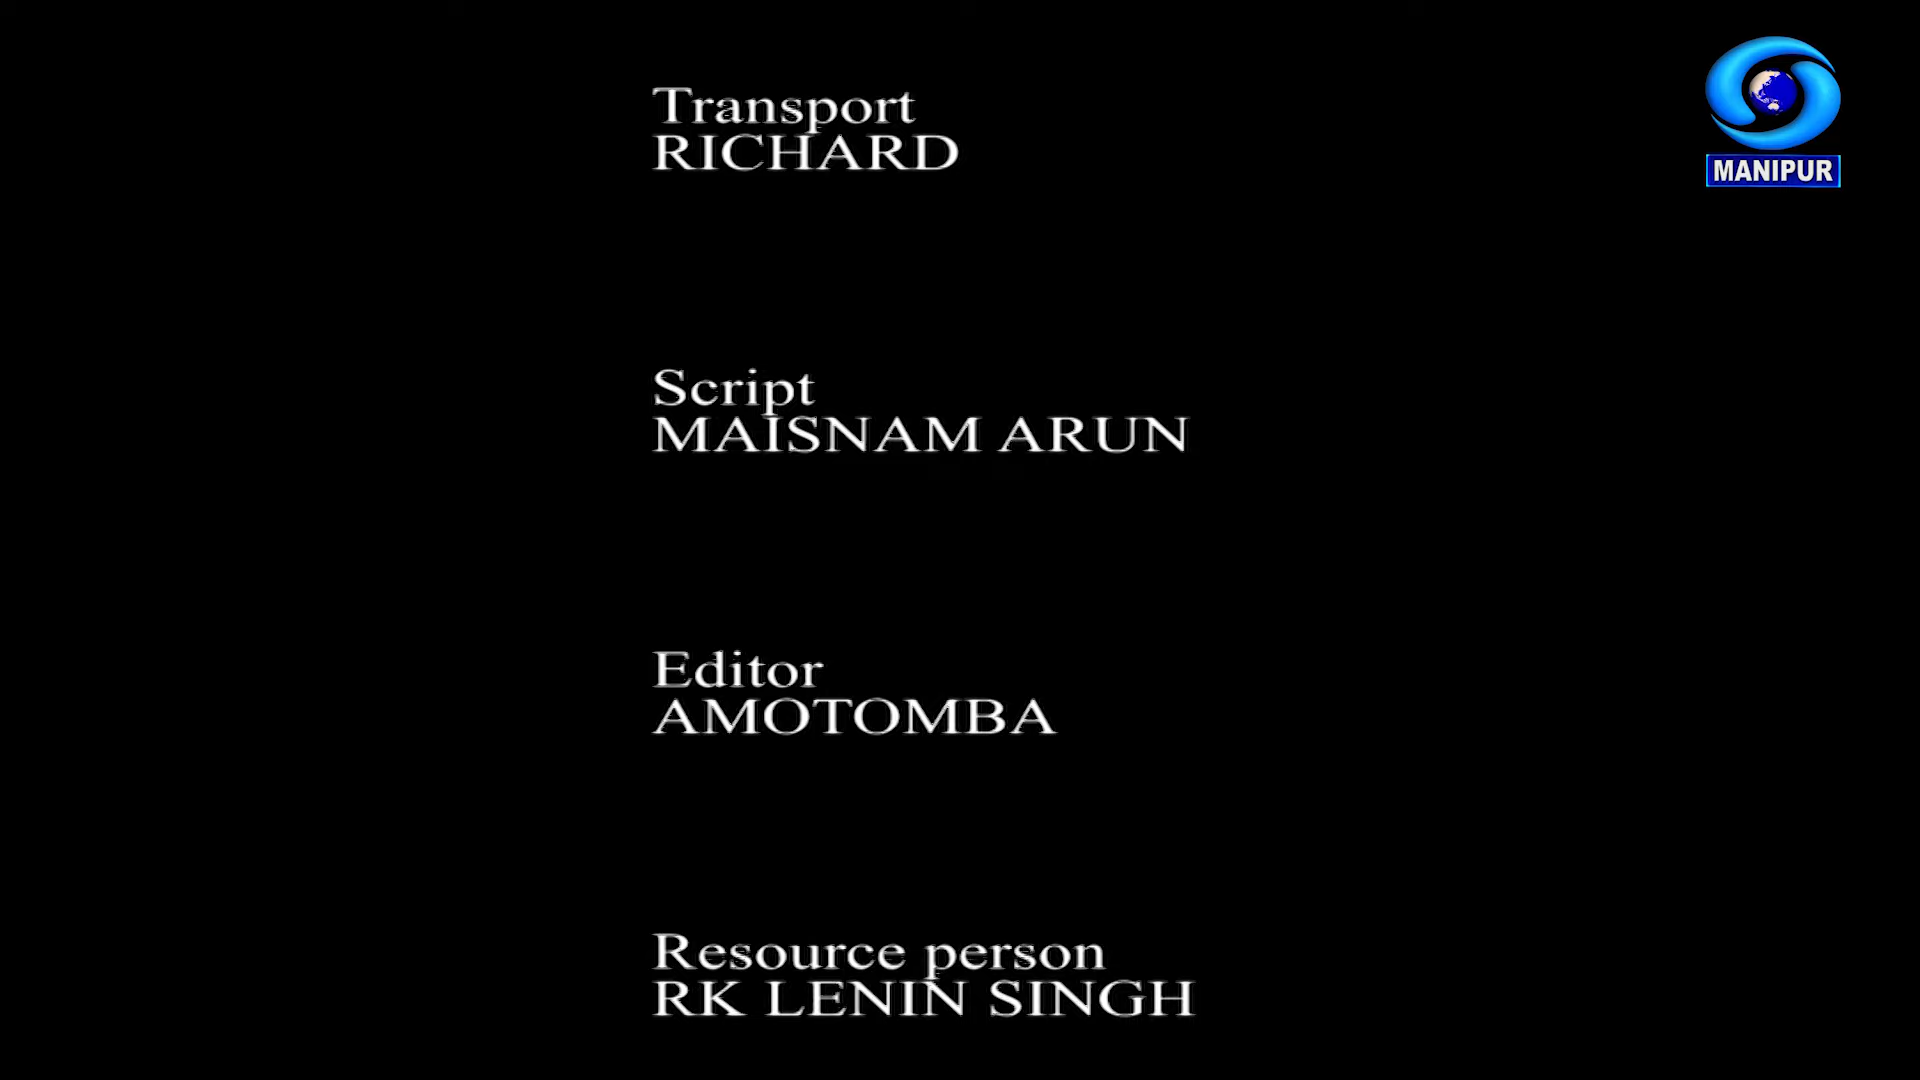 Transport
RICHARD
MANIPUR
Script
MAISNAM ARUN
Editor
AMOTOMBA
Resource person
RK LENIN SINGH